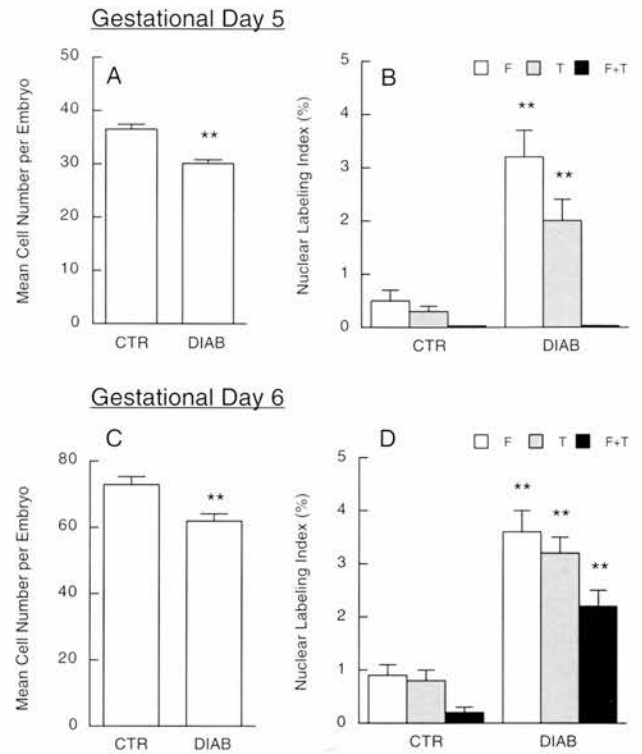 Gestational Day 5
A
Mean Cell Number per Embryo
50
40
30
20
10
0
**
CTR DIAB
B
F T F+T
Nuclear Labeling Index (%)
5
4
3
2
1
0
**
**
CTR DIAB
Gestational Day 6
C
Mean Cell Number per Embryo
80
60
40
20
0
**
CTR DIAB
D
F T F+T
Nuclear Labeling Index (%)
5
4
3
2
1
0
**
**
**
CTR DIAB